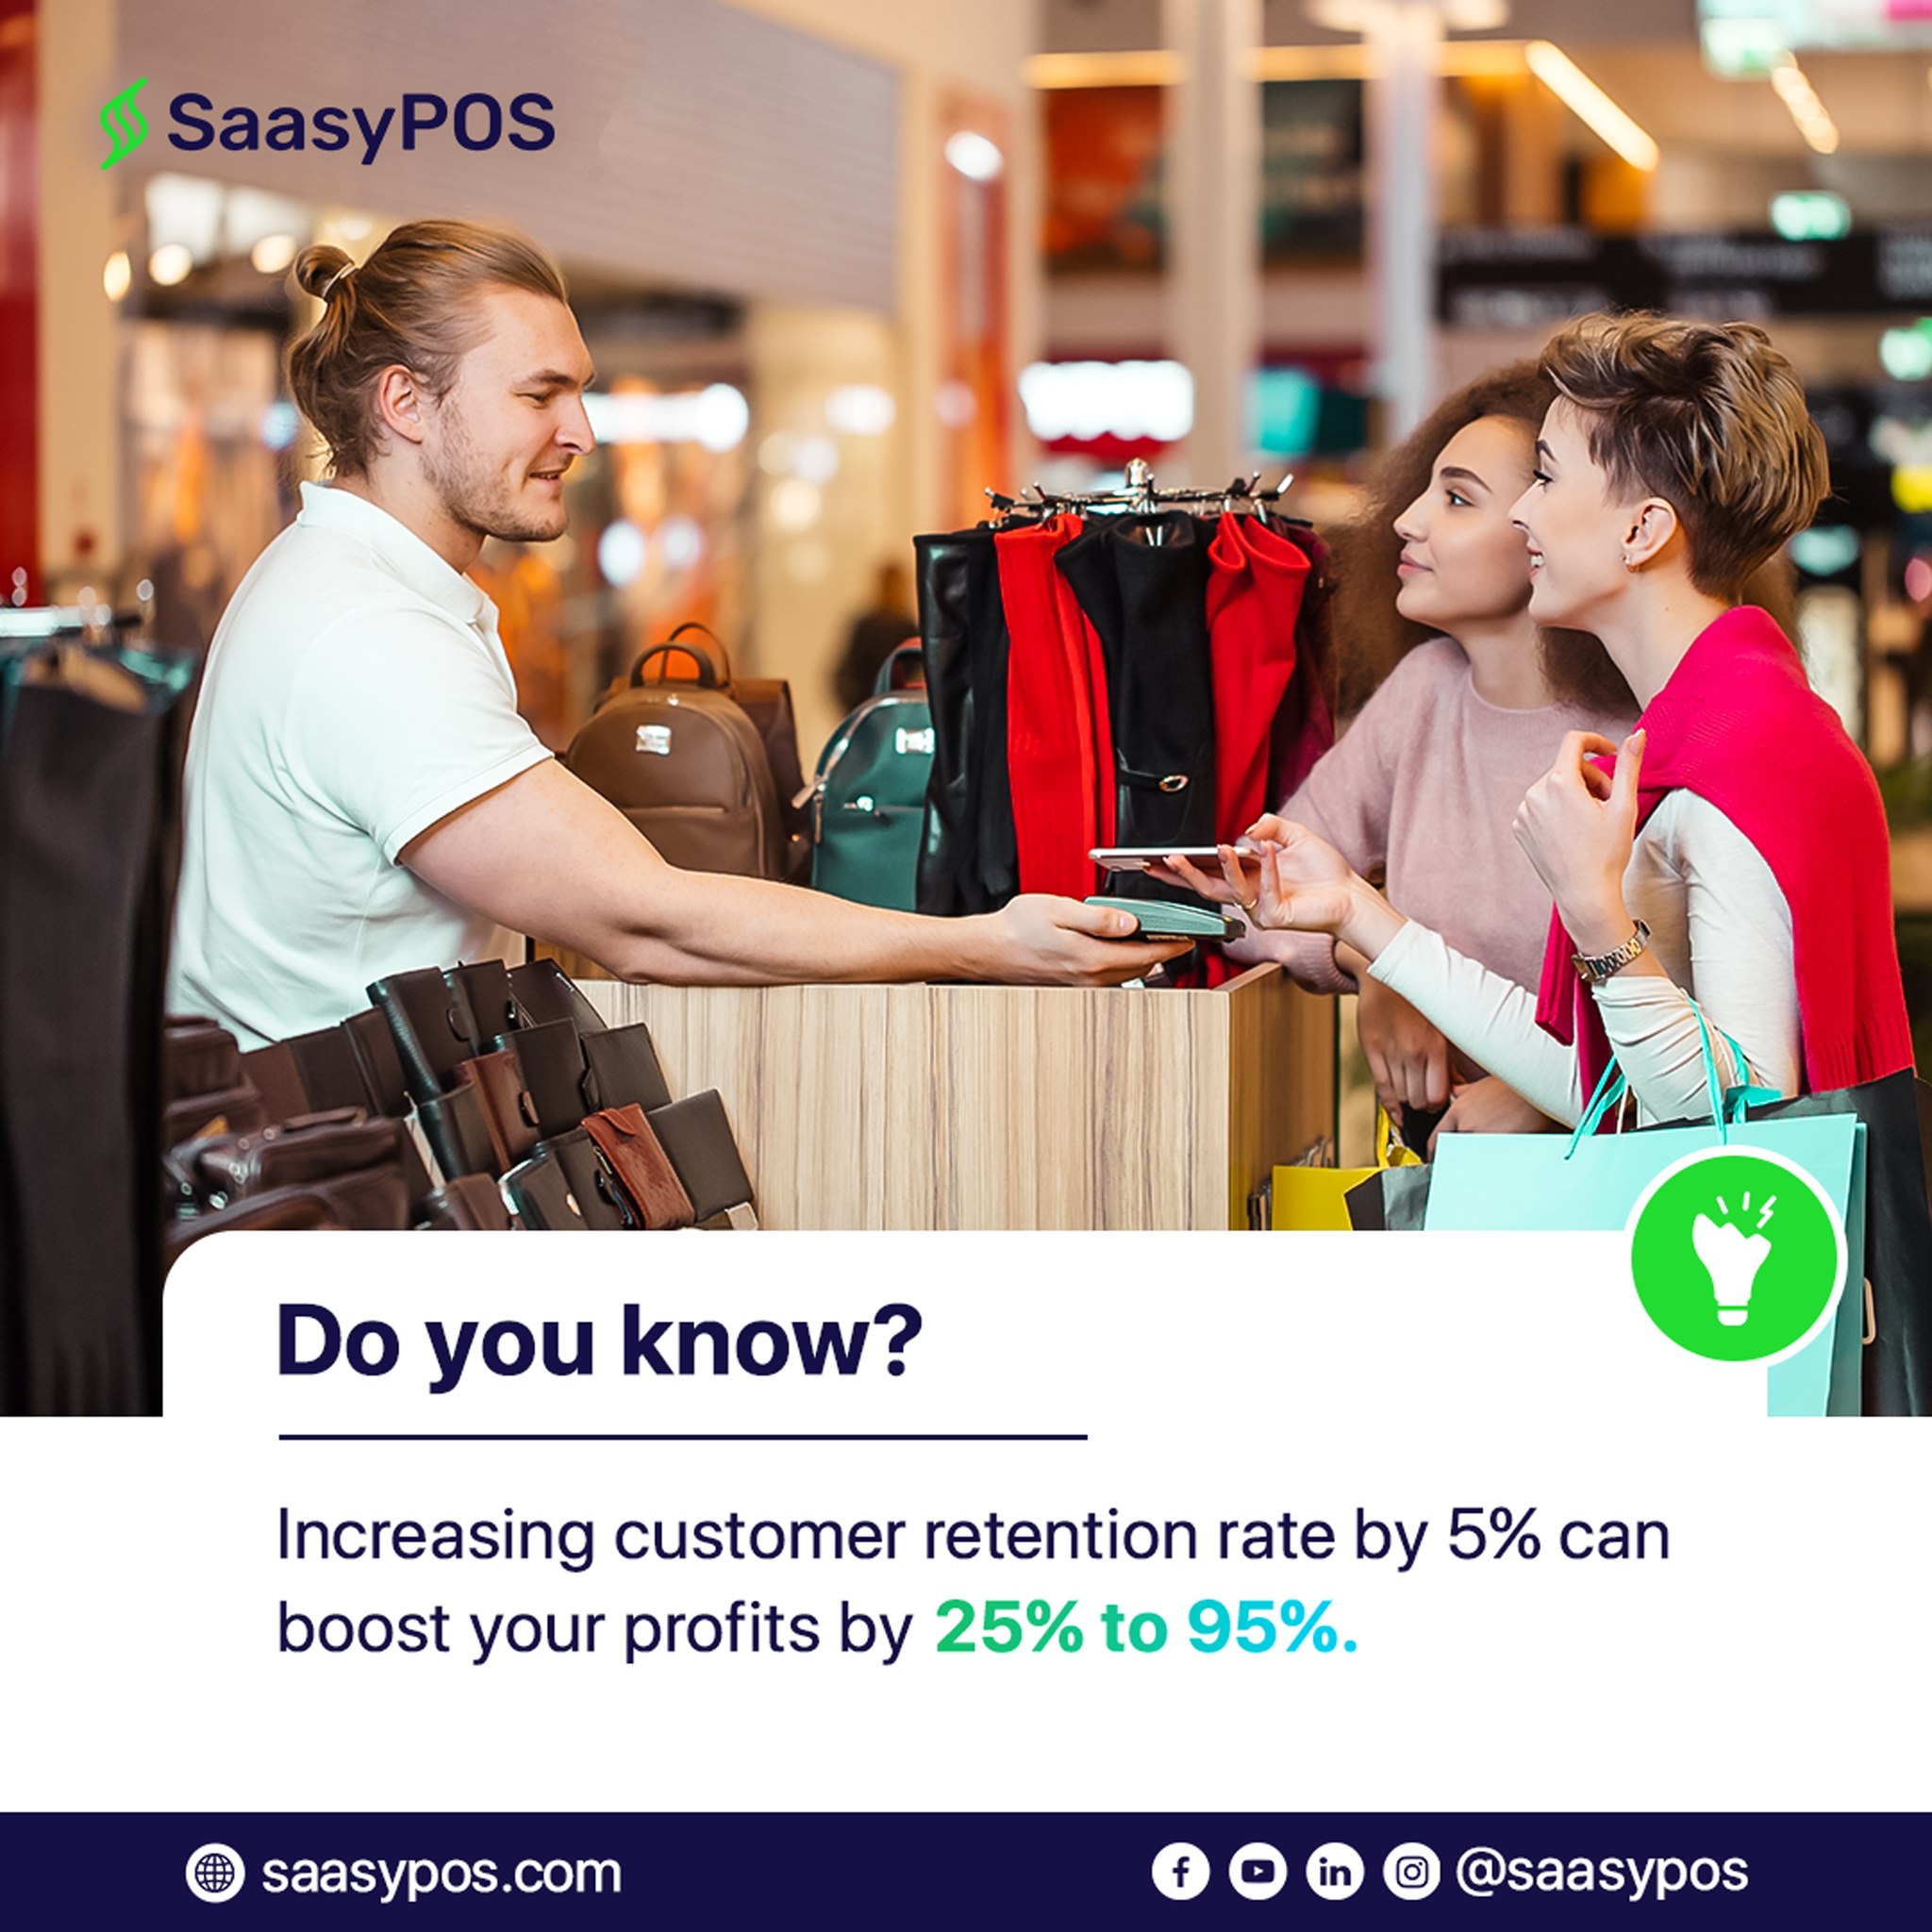 SaasyPOS
Do you know?
Increasing customer retention rate by 5% can
boost your profits by 25% to 95%.
saasypos.com
@saasypos